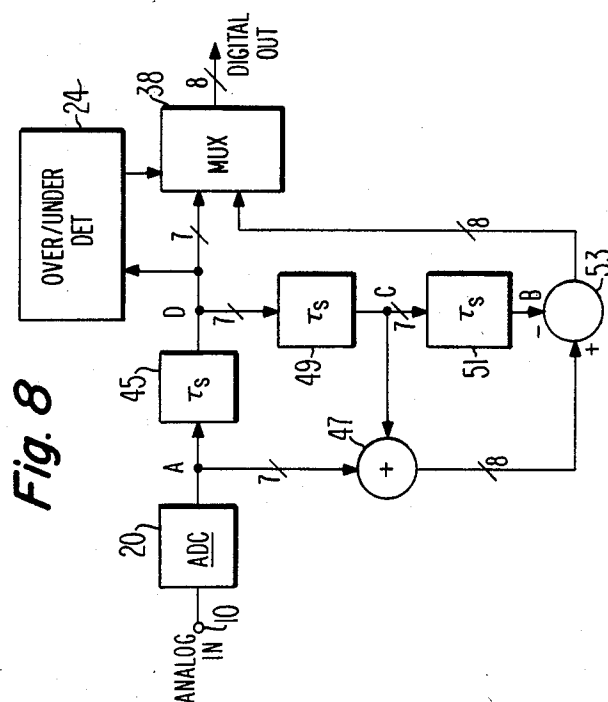 Fig. 8
OVER/UNDER
DET
24
ANALOG
IN
10
20
ADC
A
45
τs
D
7
38
MUX
8
DIGITAL
OUT
7
47
+
7
τs
49
C
7
τs
51
8
B
-
+
53
8